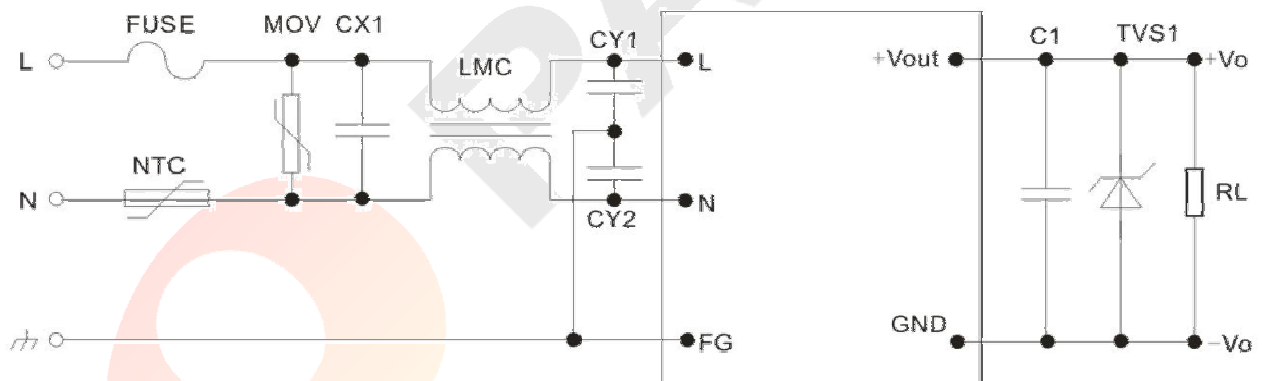 FUSE MOV CX1 CY1 C1 TVS1
L LMC L +Vout +Vo
NTC
N N RL
CY2
GND
FG -Vo